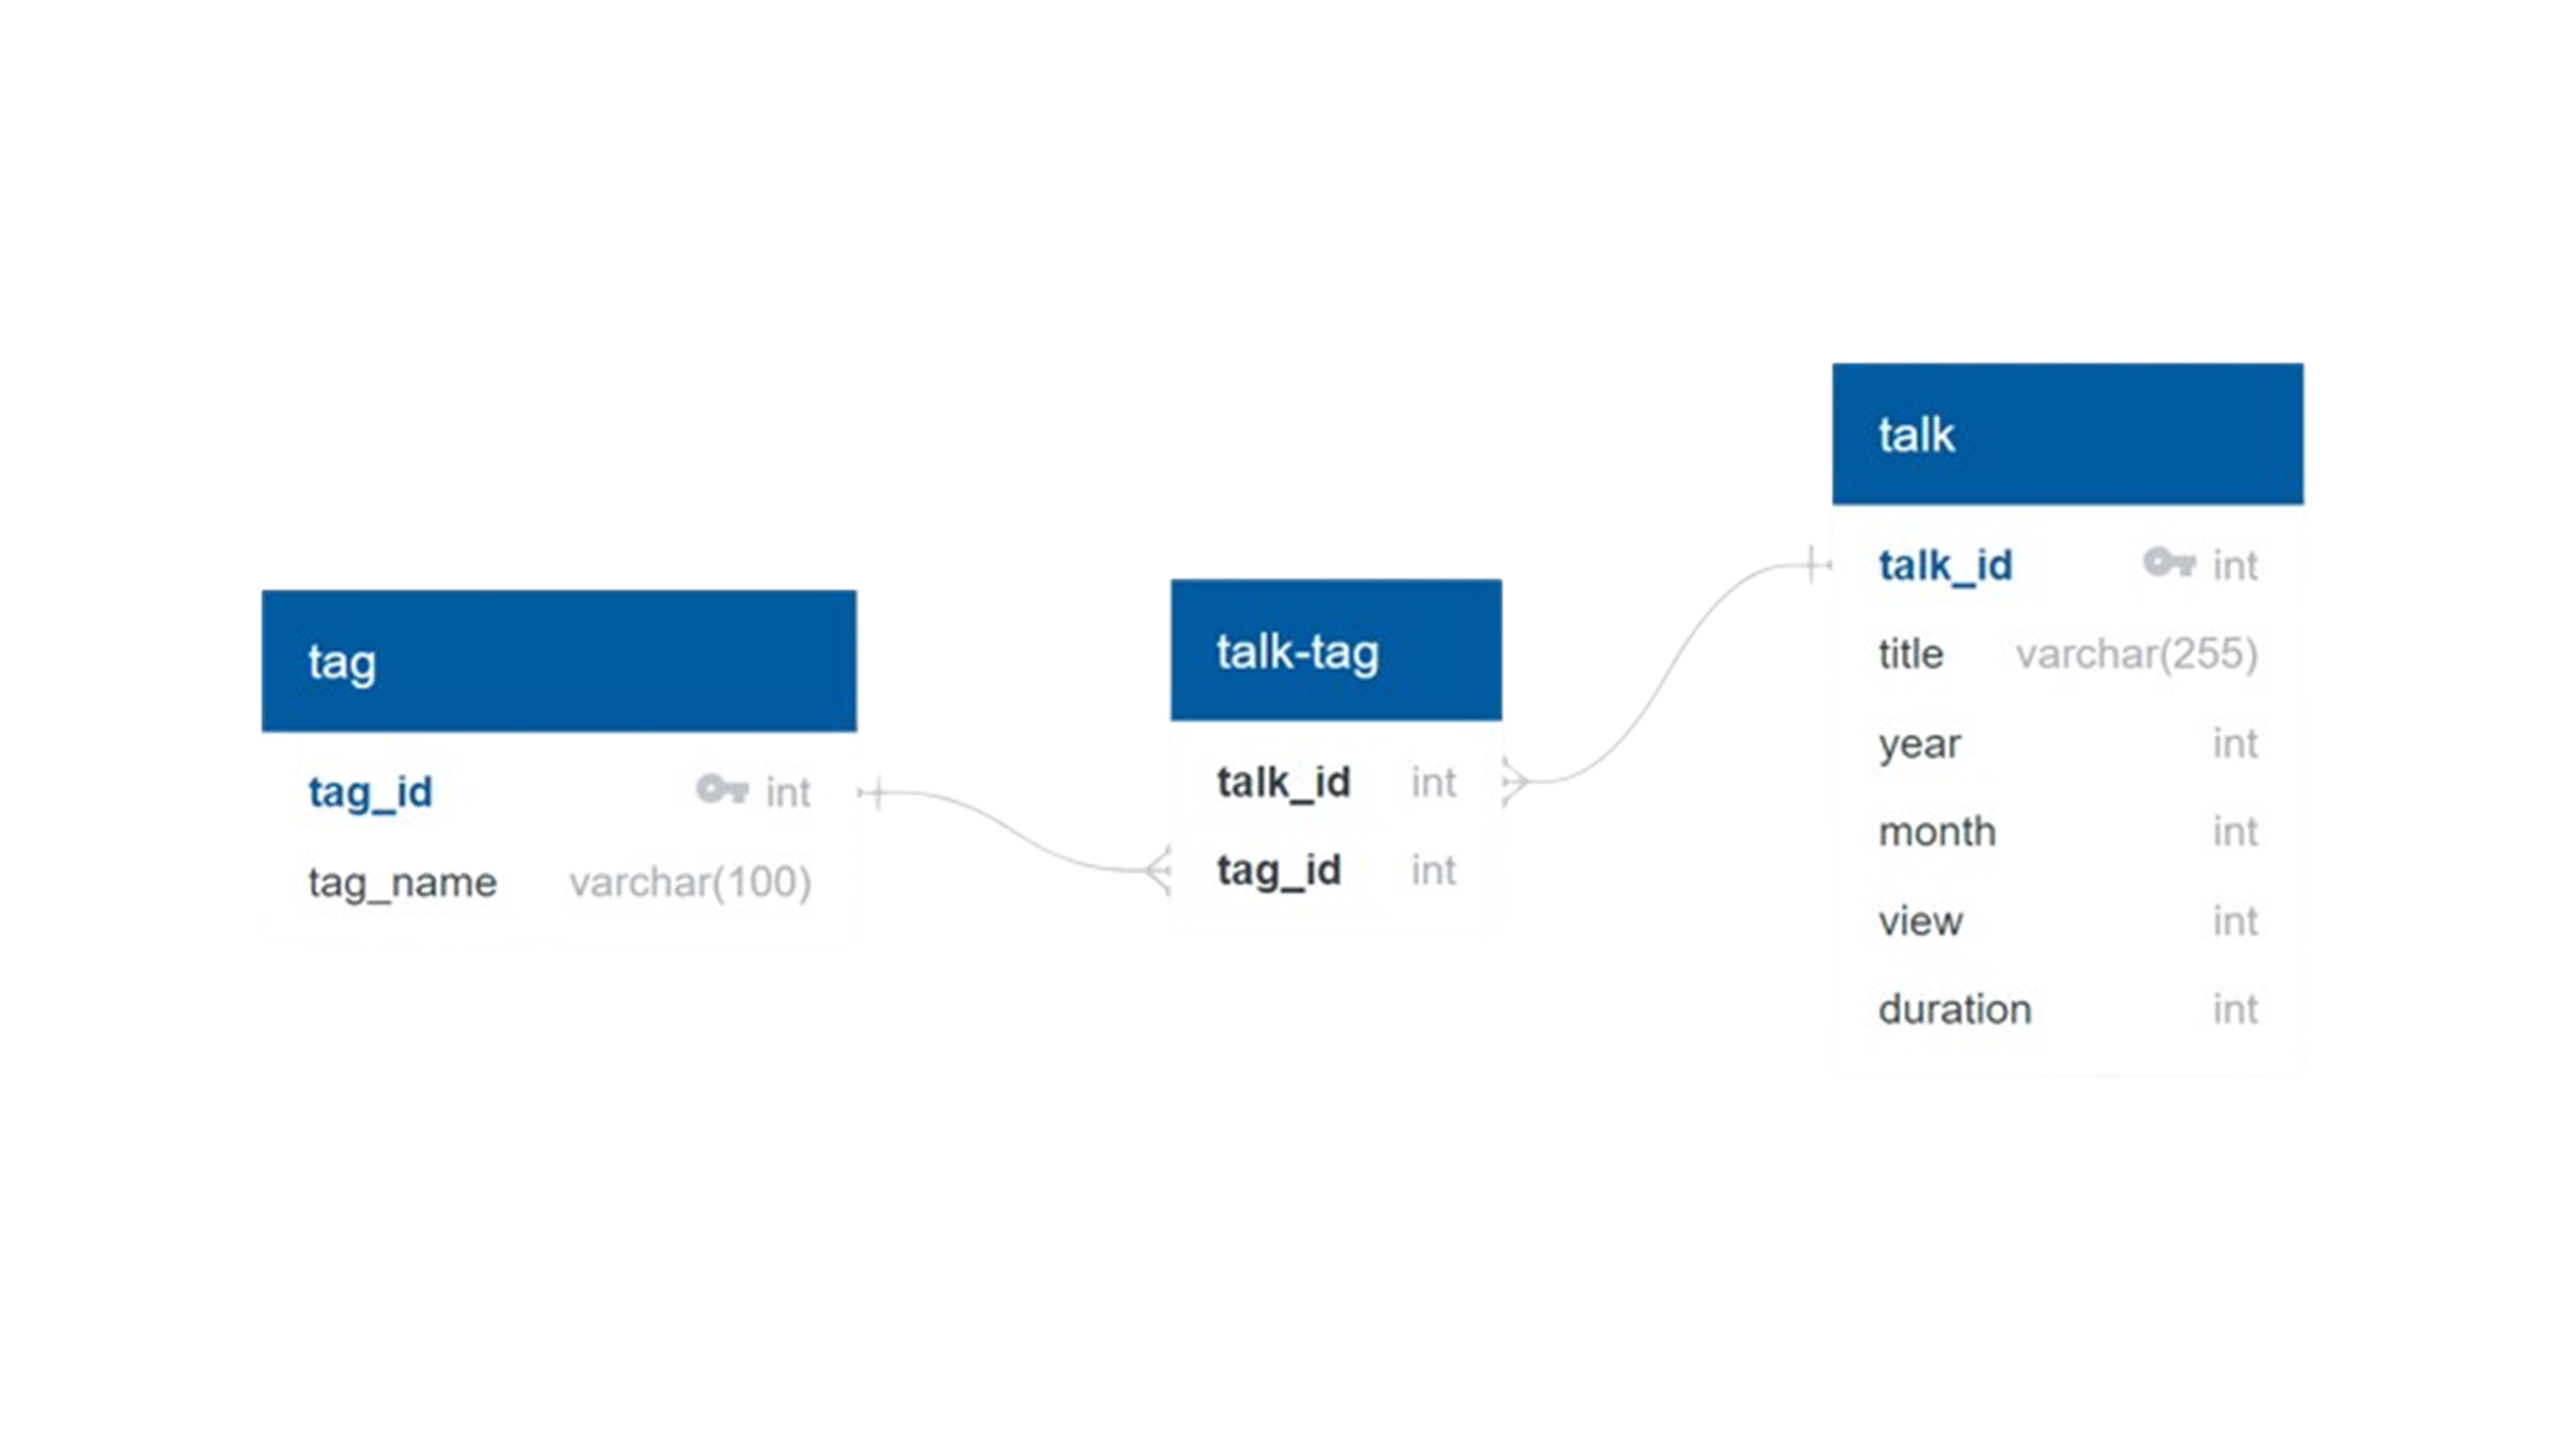 tag
tag_id int
tag_name varchar(100)
talk-tag
talk_id int
tag_id int
talk
talk_id int
title varchar(255)
year int
month int
view int
duration int